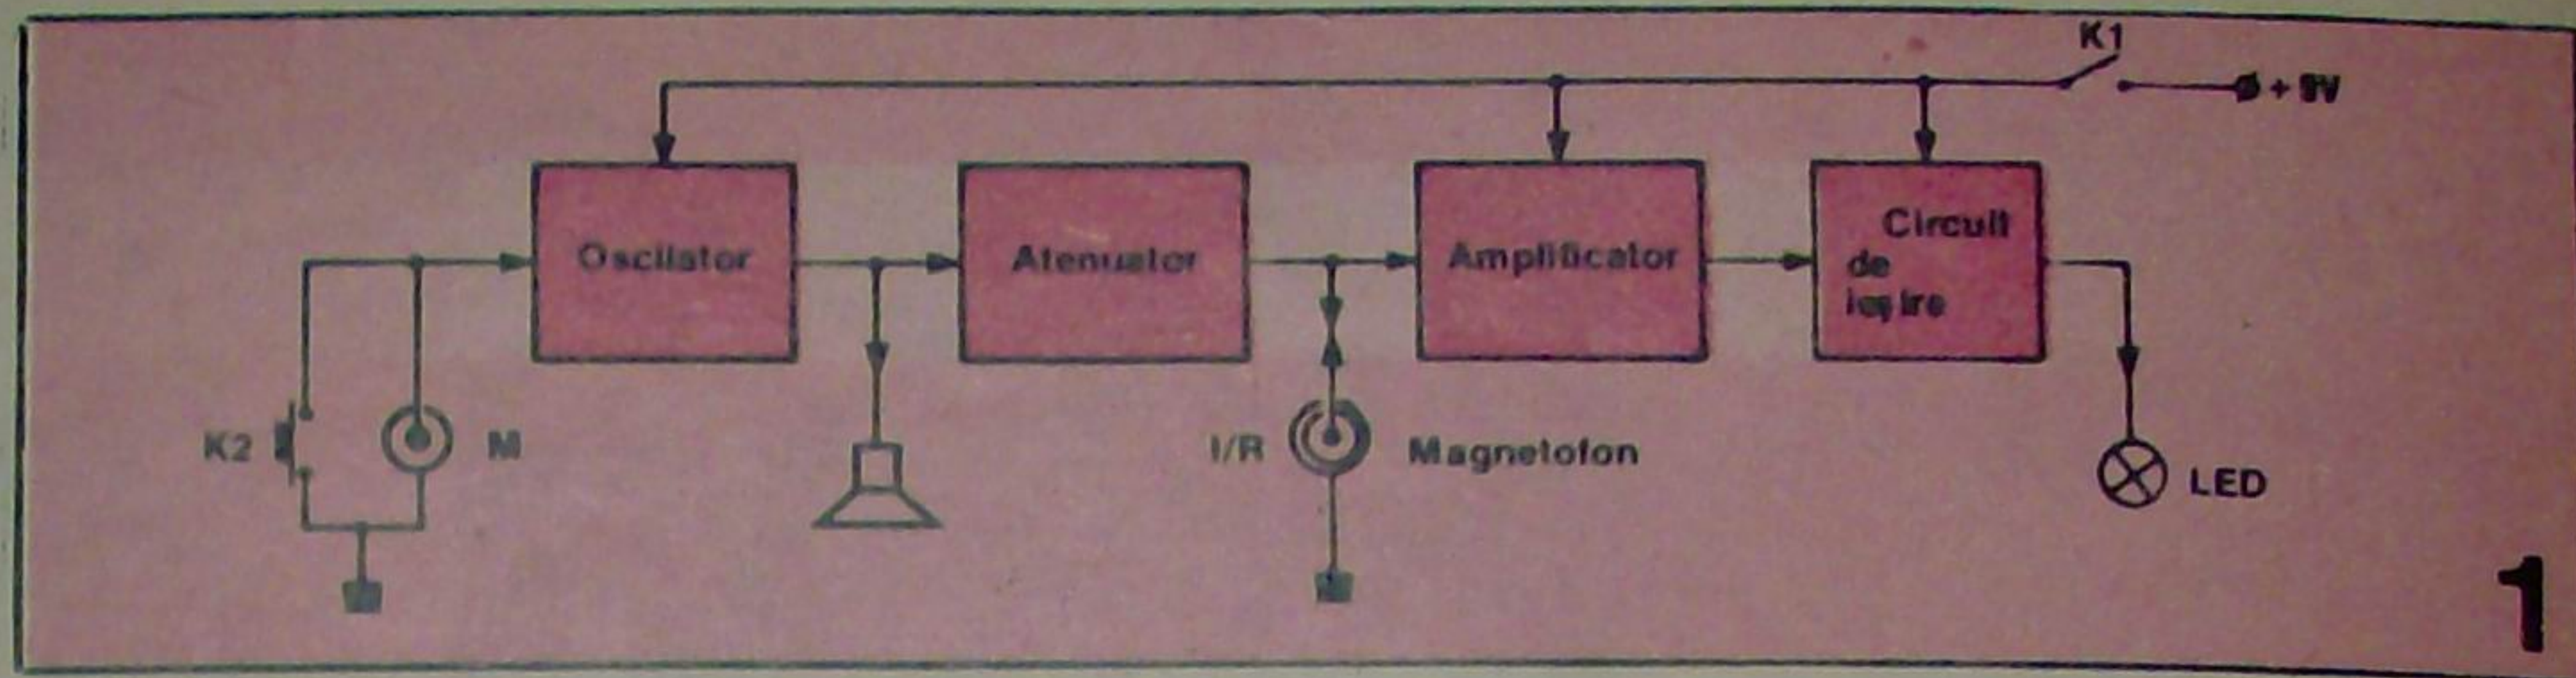 K1
+ 9V
Oscilator
Atenuator
Amplificator
Circuit
de
ieşire
K2
M
I/R
Magnetofon
LED
1